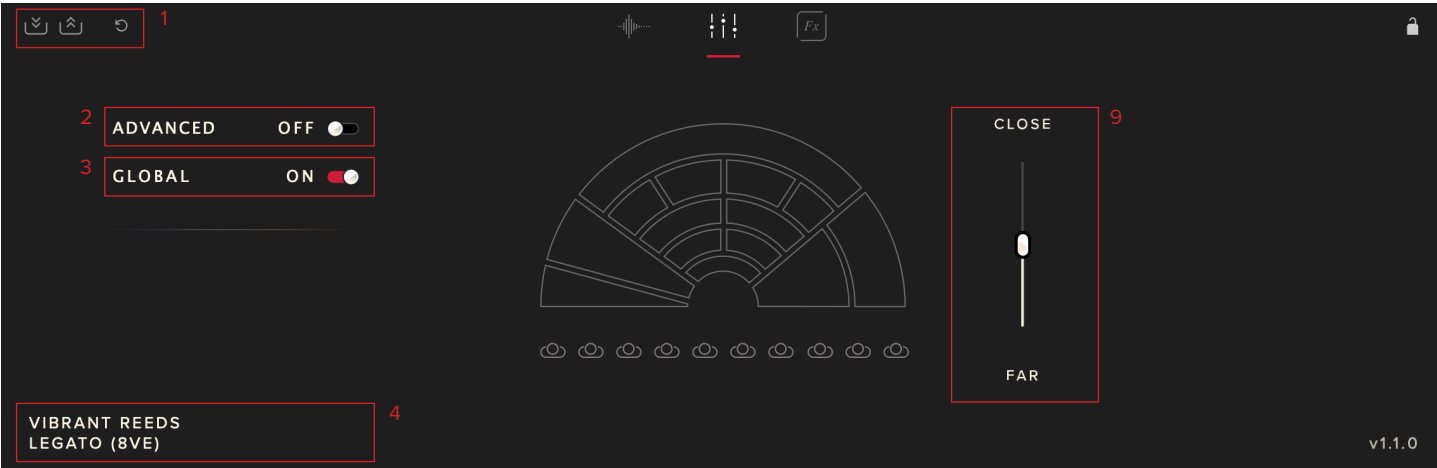 1
Fx
2
ADVANCED OFF
3
GLOBAL ON
CLOSE
9
FAR
VIBRANT REEDS
LEGATO (8VE)
4
v1.1.0